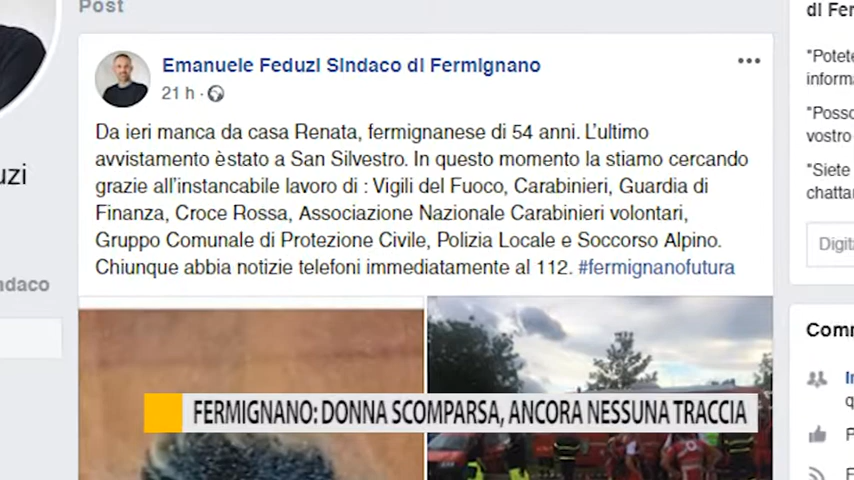 Post
di Fer
Emanuele Feduzi Sindaco di Fermignano
21 h ·
Da ieri manca da casa Renata, fermignanese di 54 anni. L'ultimo
avvistamento èstato a San Silvestro. In questo momento la stiamo cercando
grazie all'instancabile lavoro di : Vigili del Fuoco, Carabinieri, Guardia di
Finanza, Croce Rossa, Associazione Nazionale Carabinieri volontari,
Gruppo Comunale di Protezione Civile, Polizia Locale e Soccorso Alpino.
Chiunque abbia notizie telefoni immediatamente al 112. #fermignanofutura
uzi
ndaco
"Potete
informa
"Posso
vostro
"Siete
chattar
Digit
Comm
In
q
P
FERMIGNANO: DONNA SCOMPARSA, ANCORA NESSUNA TRACCIA